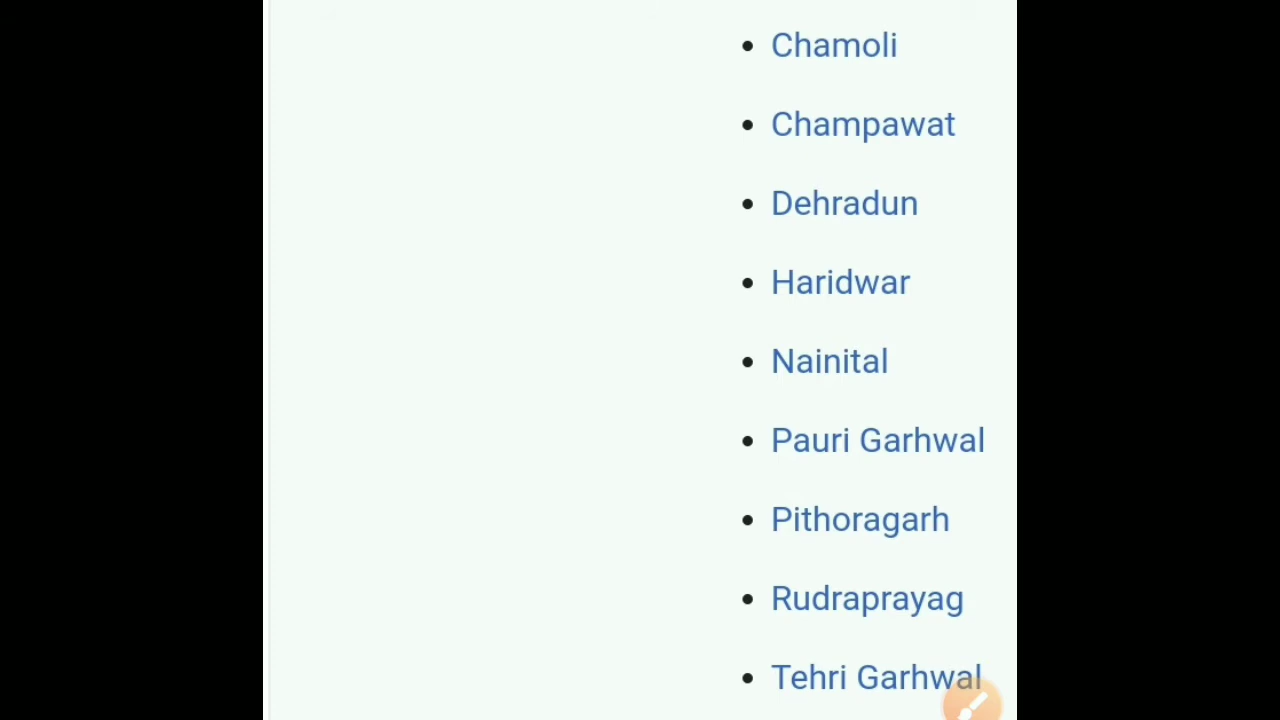 Chamoli
Champawat
Dehradun
Haridwar
Nainital
Pauri Garhwal
Pithoragarh
Rudraprayag
Tehri Garhwal